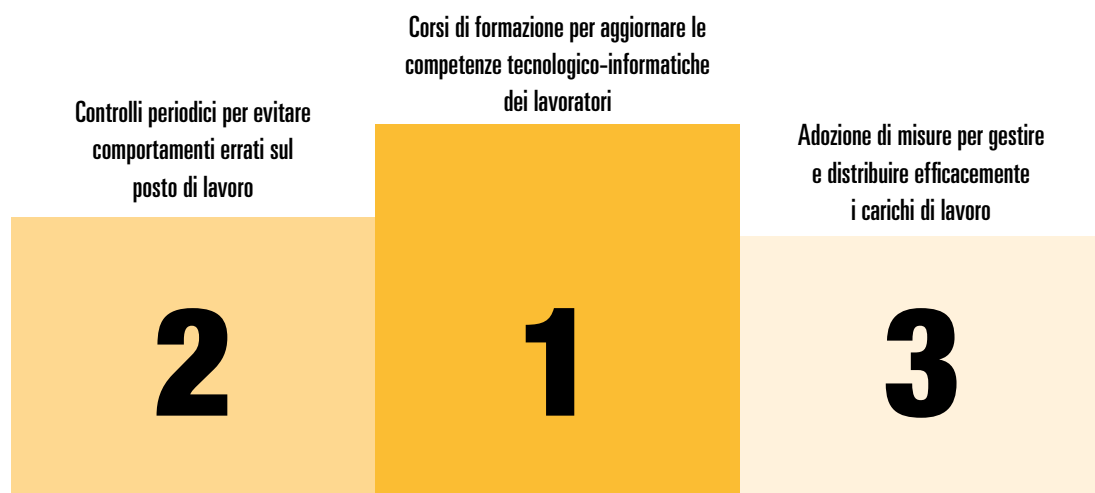 Corsi di formazione per aggiornare le
competenze tecnologico-informatiche
dei lavoratori
Controlli periodici per evitare
comportamenti errati sul
posto di lavoro
Adozione di misure per gestire
e distribuire efficacemente
i carichi di lavoro
2
1
3